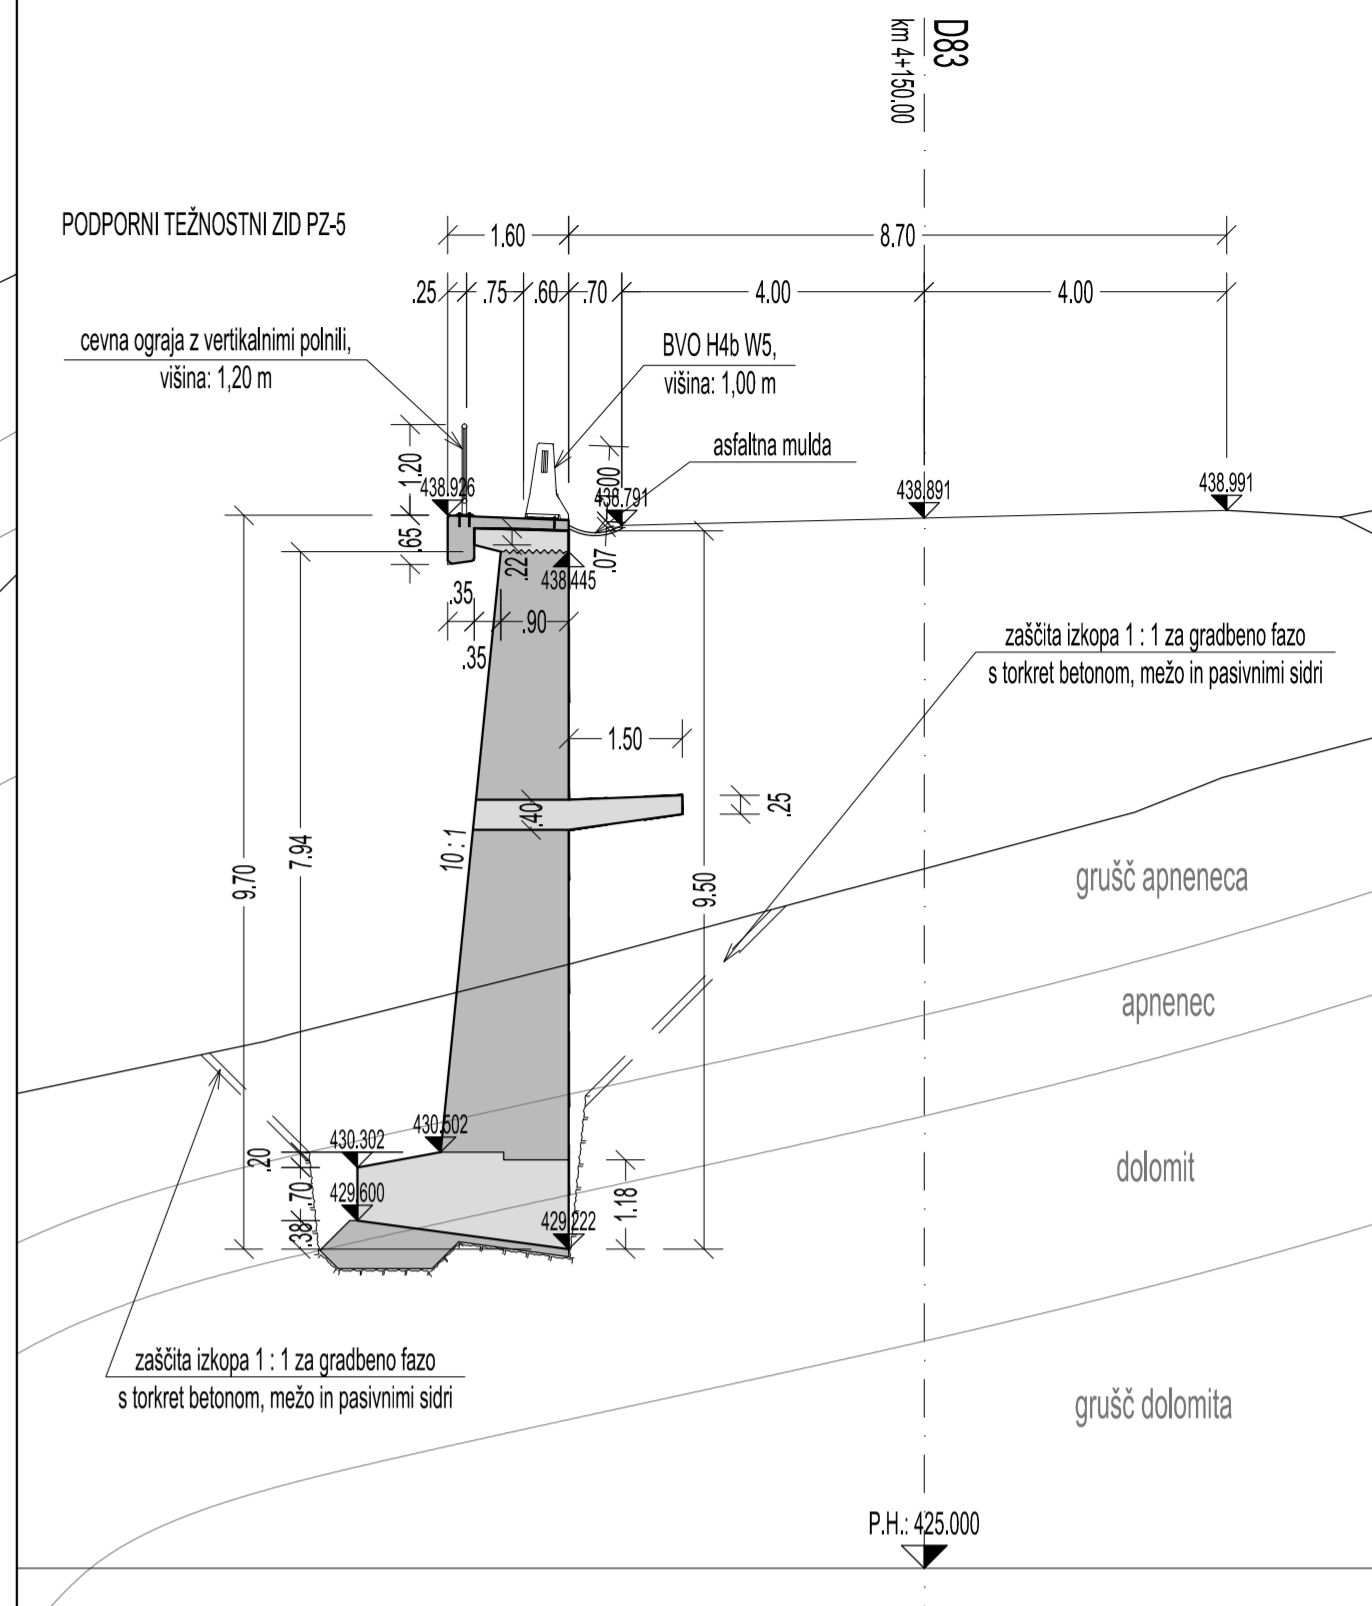 D83
km 4+150.00
PODPORNI TEŽNOSTNI ZID PZ-5
1.60
8.70
.25
.75
.60
.70
4.00
4.00
cevna ograja z vertikalnimi polnili,
višina: 1,20 m
BVO H4b W5,
višina: 1,00 m
asfaltna mulda
1.20
438.926
438.791
438.891
438.991
.65
.22
.07
438.445
.35
.90
.35
zaščita izkopa 1 : 1 za gradbeno fazo
s torkret betonom, mežo in pasivnimi sidri
1.50
.25
.40
10 : 1
7.94
9.70
9.50
grušč apneneca
apnenec
dolomit
grušč dolomita
430.502
430.302
.20
.70
429.600
.38
1.18
429.222
zaščita izkopa 1 : 1 za gradbeno fazo
s torkret betonom, mežo in pasivnimi sidri
P.H.: 425.000